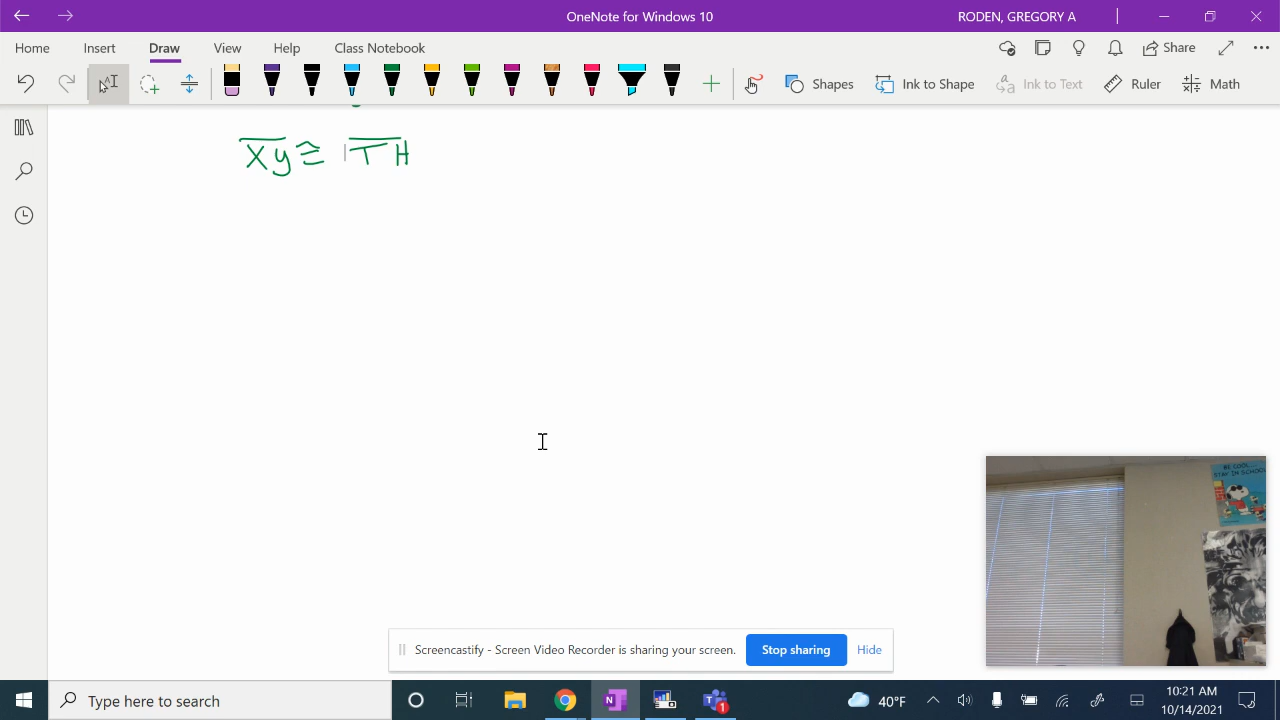 OneNote for Windows 10
RODEN, GREGORY A
Home Insert Draw View Help Class Notebook Share
Shapes Ink to Shape Ink to Text Ruler Math
XY ≅ TH
BE COOL...
STAY IN SCHOOL
Screencastify - Screen Video Recorder is sharing your screen. Stop sharing Hide
Type here to search
1
40°F
10:21 AM
10/14/2021